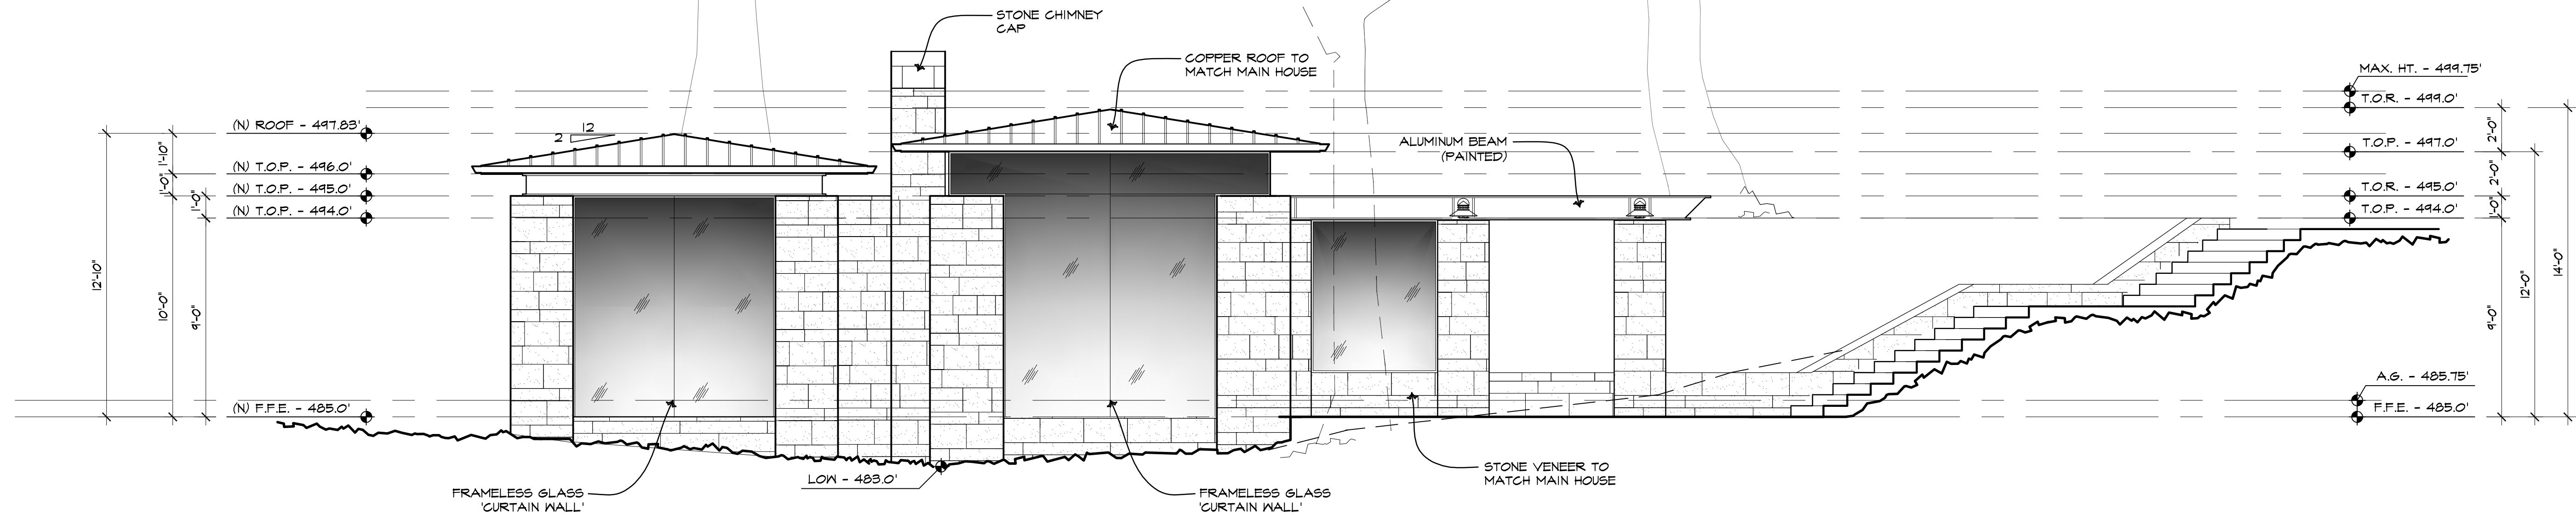 STONE CHIMNEY
CAP
COPPER ROOF TO
MATCH MAIN HOUSE
MAX. HT. - 499.75'
T.O.R. - 499.0'
(N) ROOF - 497.83'
12
2
ALUMINUM BEAM
(PAINTED)
T.O.P. - 497.0'
(N) T.O.P. - 496.0'
(N) T.O.P. - 495.0'
(N) T.O.P. - 494.0'
T.O.R. - 495.0'
T.O.P. - 494.0'
1'-10"
1'-0"
1'-0"
12'-10"
10'-0"
9'-0"
2'-0"
2'-0"
1'-0"
9'-0"
12'-0"
14'-0"
A.G. - 485.75'
(N) F.F.E. - 485.0'
F.F.E. - 485.0'
LOW - 483.0'
STONE VENEER TO
MATCH MAIN HOUSE
FRAMELESS GLASS
'CURTAIN WALL'
FRAMELESS GLASS
'CURTAIN WALL'